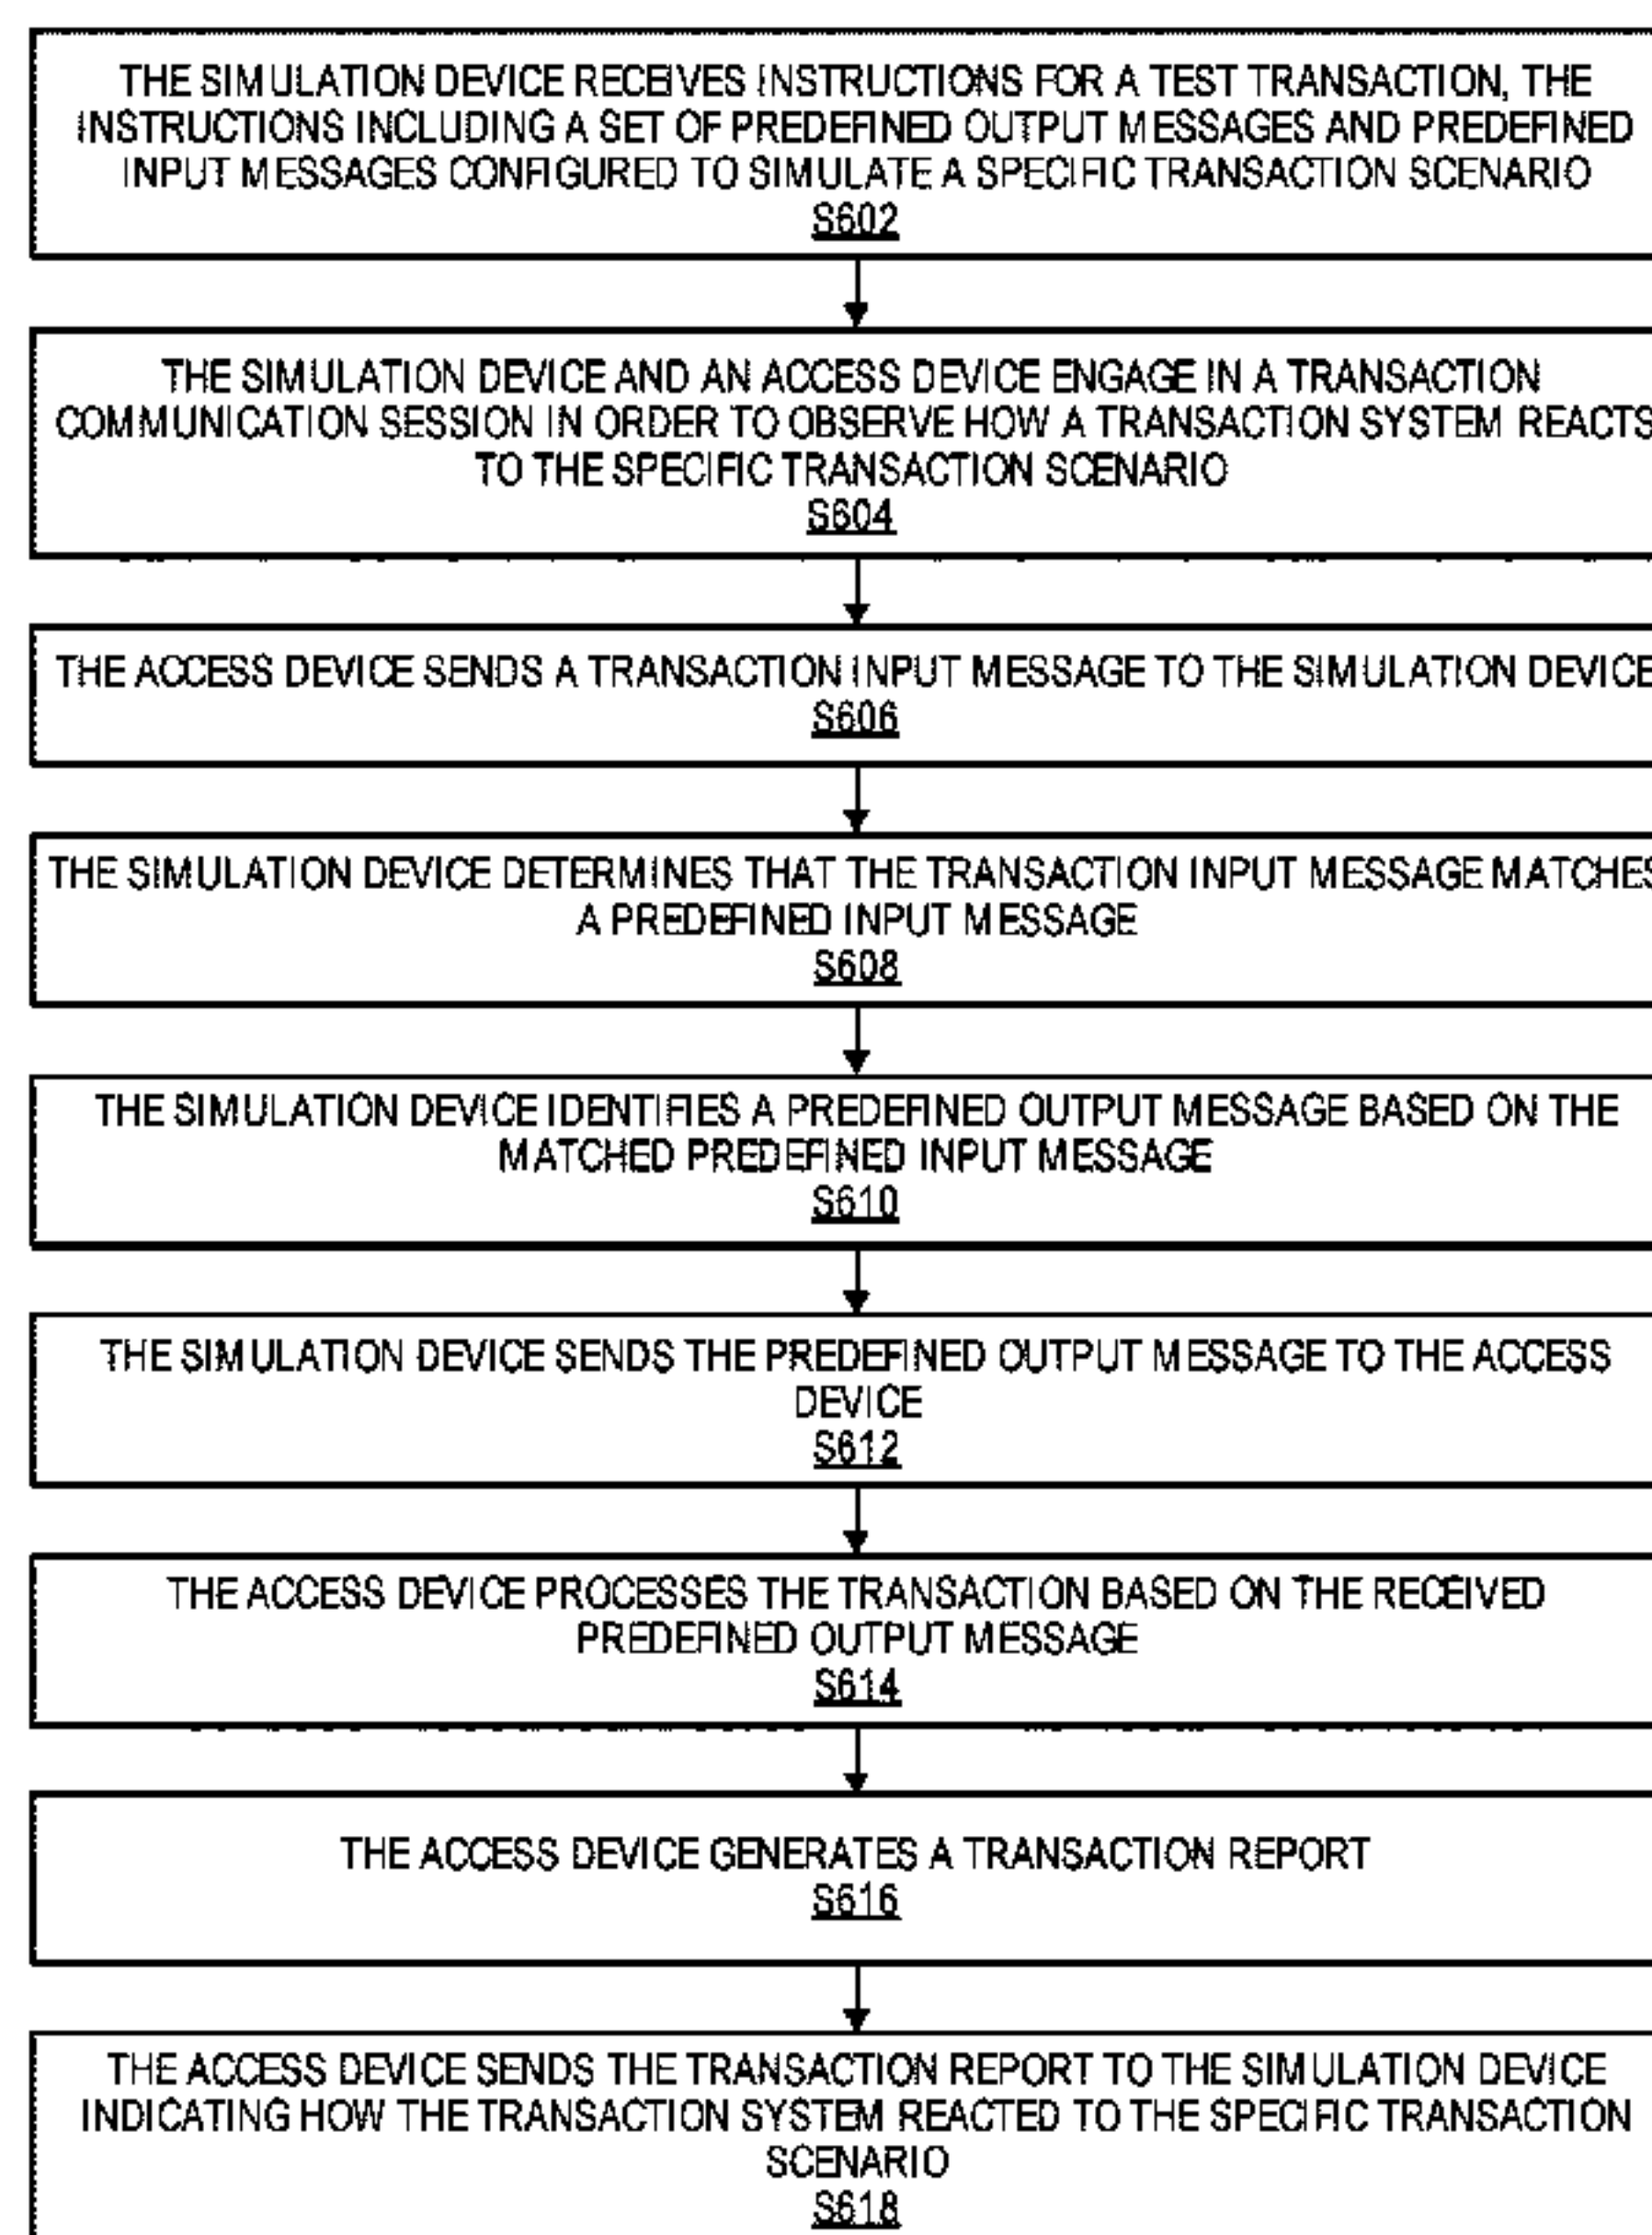 THE SIMULATION DEVICE RECEIVES INSTRUCTIONS FOR A TEST TRANSACTION, THE
INSTRUCTIONS INCLUDING A SET OF PREDEFINED OUTPUT MESSAGES AND PREDEFINED
INPUT MESSAGES CONFIGURED TO SIMULATE A SPECIFIC TRANSACTION SCENARIO
S602
THE SIMULATION DEVICE AND AN ACCESS DEVICE ENGAGE IN A TRANSACTION
COMMUNICATION SESSION IN ORDER TO OBSERVE HOW A TRANSACTION SYSTEM REACTS
TO THE SPECIFIC TRANSACTION SCENARIO
S604
THE ACCESS DEVICE SENDS A TRANSACTION INPUT MESSAGE TO THE SIMULATION DEVICE
S606
THE SIMULATION DEVICE DETERMINES THAT THE TRANSACTION INPUT MESSAGE MATCHES
A PREDEFINED INPUT MESSAGE
S608
THE SIMULATION DEVICE IDENTIFIES A PREDEFINED OUTPUT MESSAGE BASED ON THE
MATCHED PREDEFINED INPUT MESSAGE
S610
THE SIMULATION DEVICE SENDS THE PREDEFINED OUTPUT MESSAGE TO THE ACCESS
DEVICE
S612
THE ACCESS DEVICE PROCESSES THE TRANSACTION BASED ON THE RECEIVED
PREDEFINED OUTPUT MESSAGE
S614
THE ACCESS DEVICE GENERATES A TRANSACTION REPORT
S616
THE ACCESS DEVICE SENDS THE TRANSACTION REPORT TO THE SIMULATION DEVICE
INDICATING HOW THE TRANSACTION SYSTEM REACTED TO THE SPECIFIC TRANSACTION
SCENARIO
S618